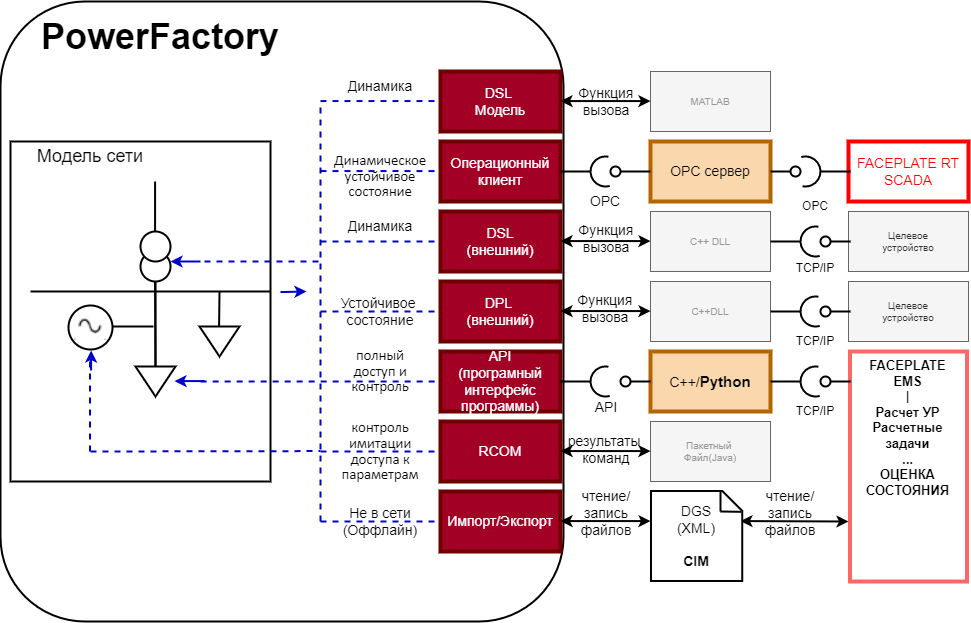 PowerFactory
Модель сети
Динамика
DSL
Модель
Функция
вызова
MATLAB
Динамическое
устойчивое
состояние
Операционный
клиент
OPC
OPC сервер
OPC
FACEPLATE RT
SCADA
Динамика
DSL
(внешний)
Функция
вызова
C++ DLL
TCP/IP
Целевое
устройство
Устойчивое
состояние
DPL
(внешний)
Функция
вызова
C++DLL
TCP/IP
Целевое
устройство
полный
доступ и
контроль
API
(програмный
интерфейс
программы)
API
C++/Python
TCP/IP
FACEPLATE
EMS
|
Расчет УР
Расчетные
задачи
...
ОЦЕНКА
СОСТОЯНИЯ
контроль
имитации
доступа к
параметрам
RCOM
результаты
команд
Пакетный
Файл(Java)
Не в сети
(Оффлайн)
Импорт/Экспорт
чтение/
запись
файлов
DGS
(XML)
CIM
чтение/
запись
файлов